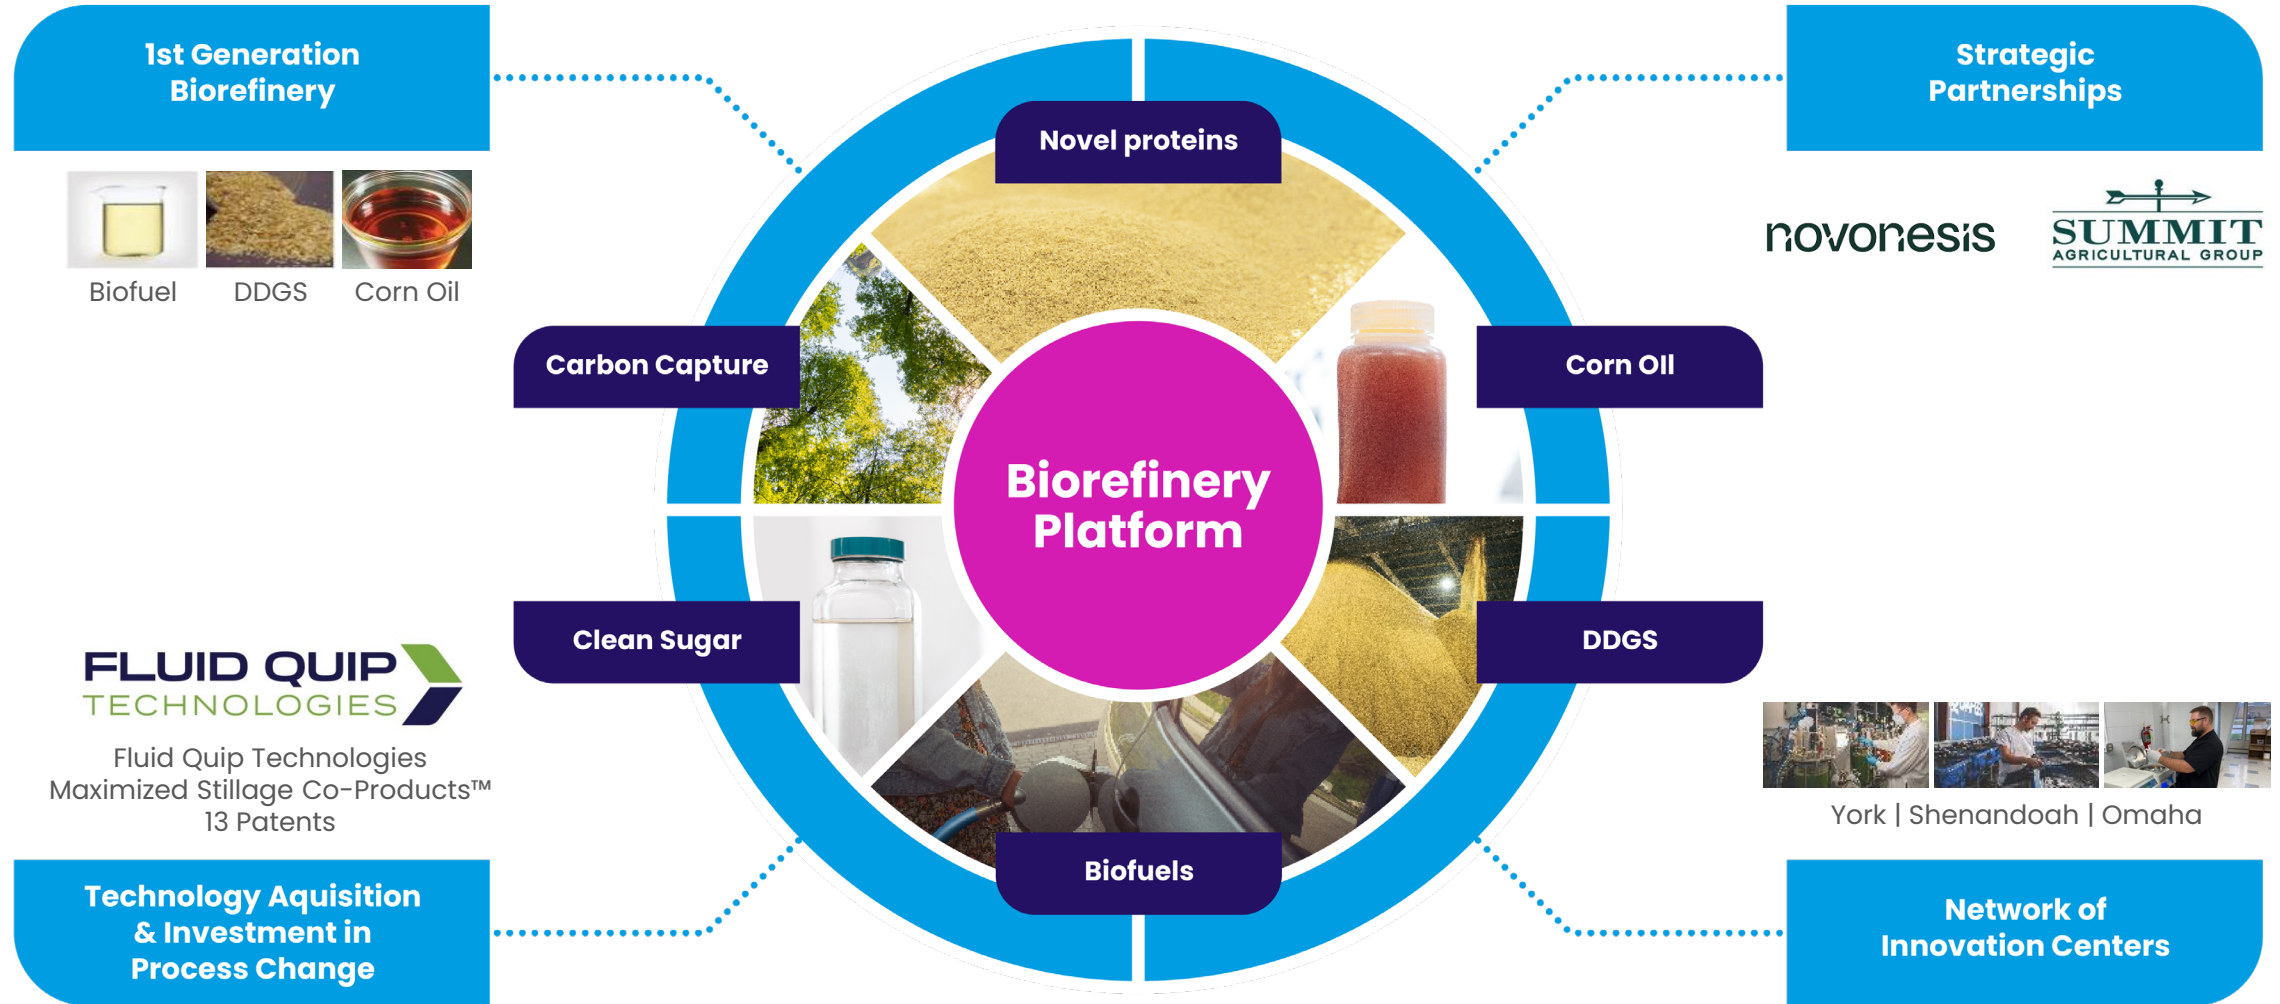 1st Generation
Biorefinery
Biofuel
DDGS
Corn Oil
Strategic
Partnerships
novonesis
SUMMIT
AGRICULTURAL GROUP
Novel proteins
Carbon Capture
Corn OIl
Biorefinery
Platform
Clean Sugar
DDGS
Biofuels
FLUID QUIP
TECHNOLOGIES
Fluid Quip Technologies
Maximized Stillage Co-Products™
13 Patents
Technology Aquisition
& Investment in
Process Change
York | Shenandoah | Omaha
Network of
Innovation Centers